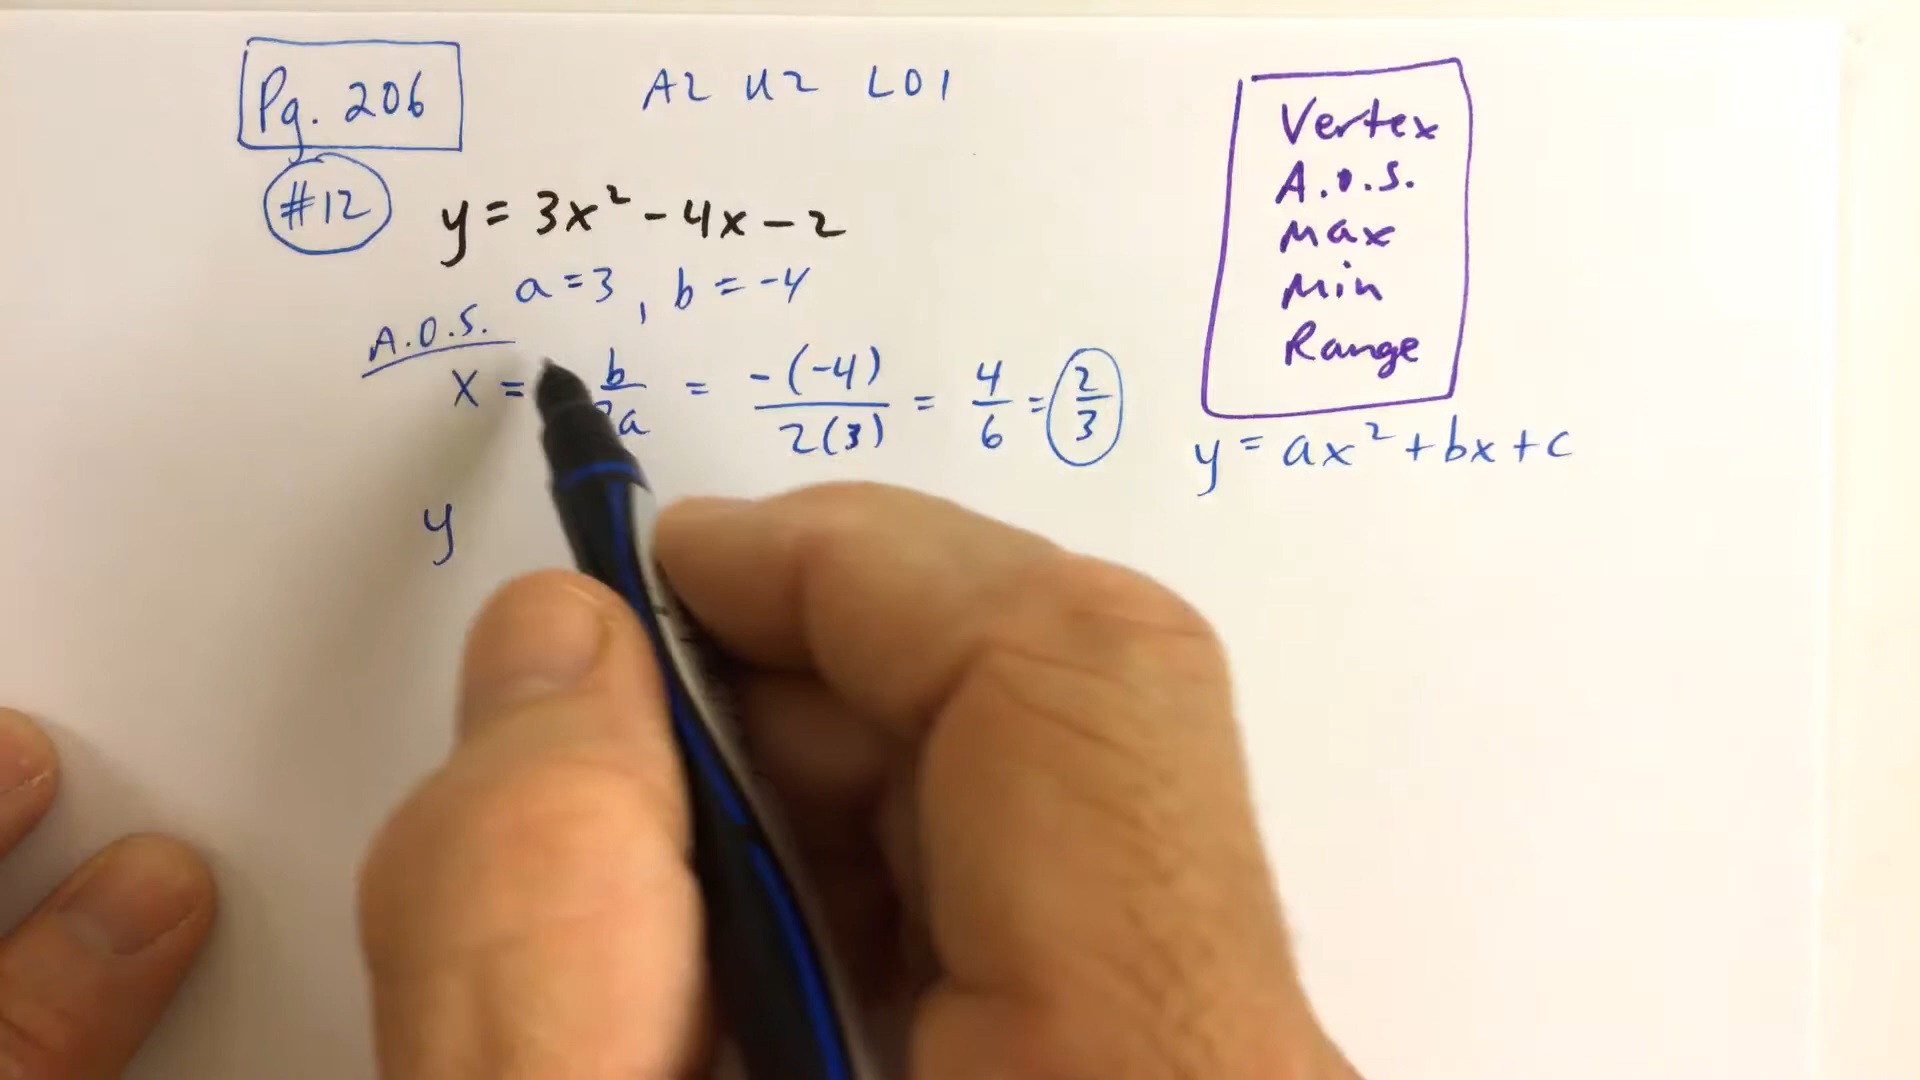 Pg. 206
A2 U2 L01
#12
y = 3x² - 4x - 2
a = 3, b = -4
A.O.S.
x = b/2a = -(-4)/2(3) = 4/6 = 2/3
y
Vertex
A.O.S.
Max
Min
Range
y = ax² + bx + c